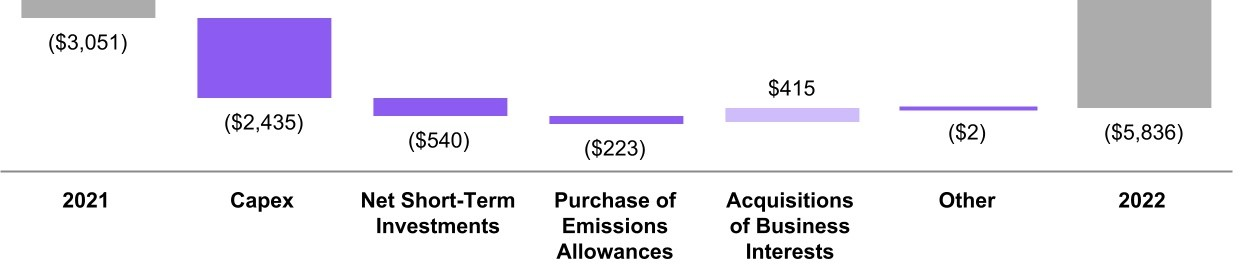 ($3,051)
($2,435)
($540)
($223)
$415
($2)
($5,836)
2021
Capex
Net Short-Term
Investments
Purchase of
Emissions
Allowances
Acquisitions
of Business
Interests
Other
2022